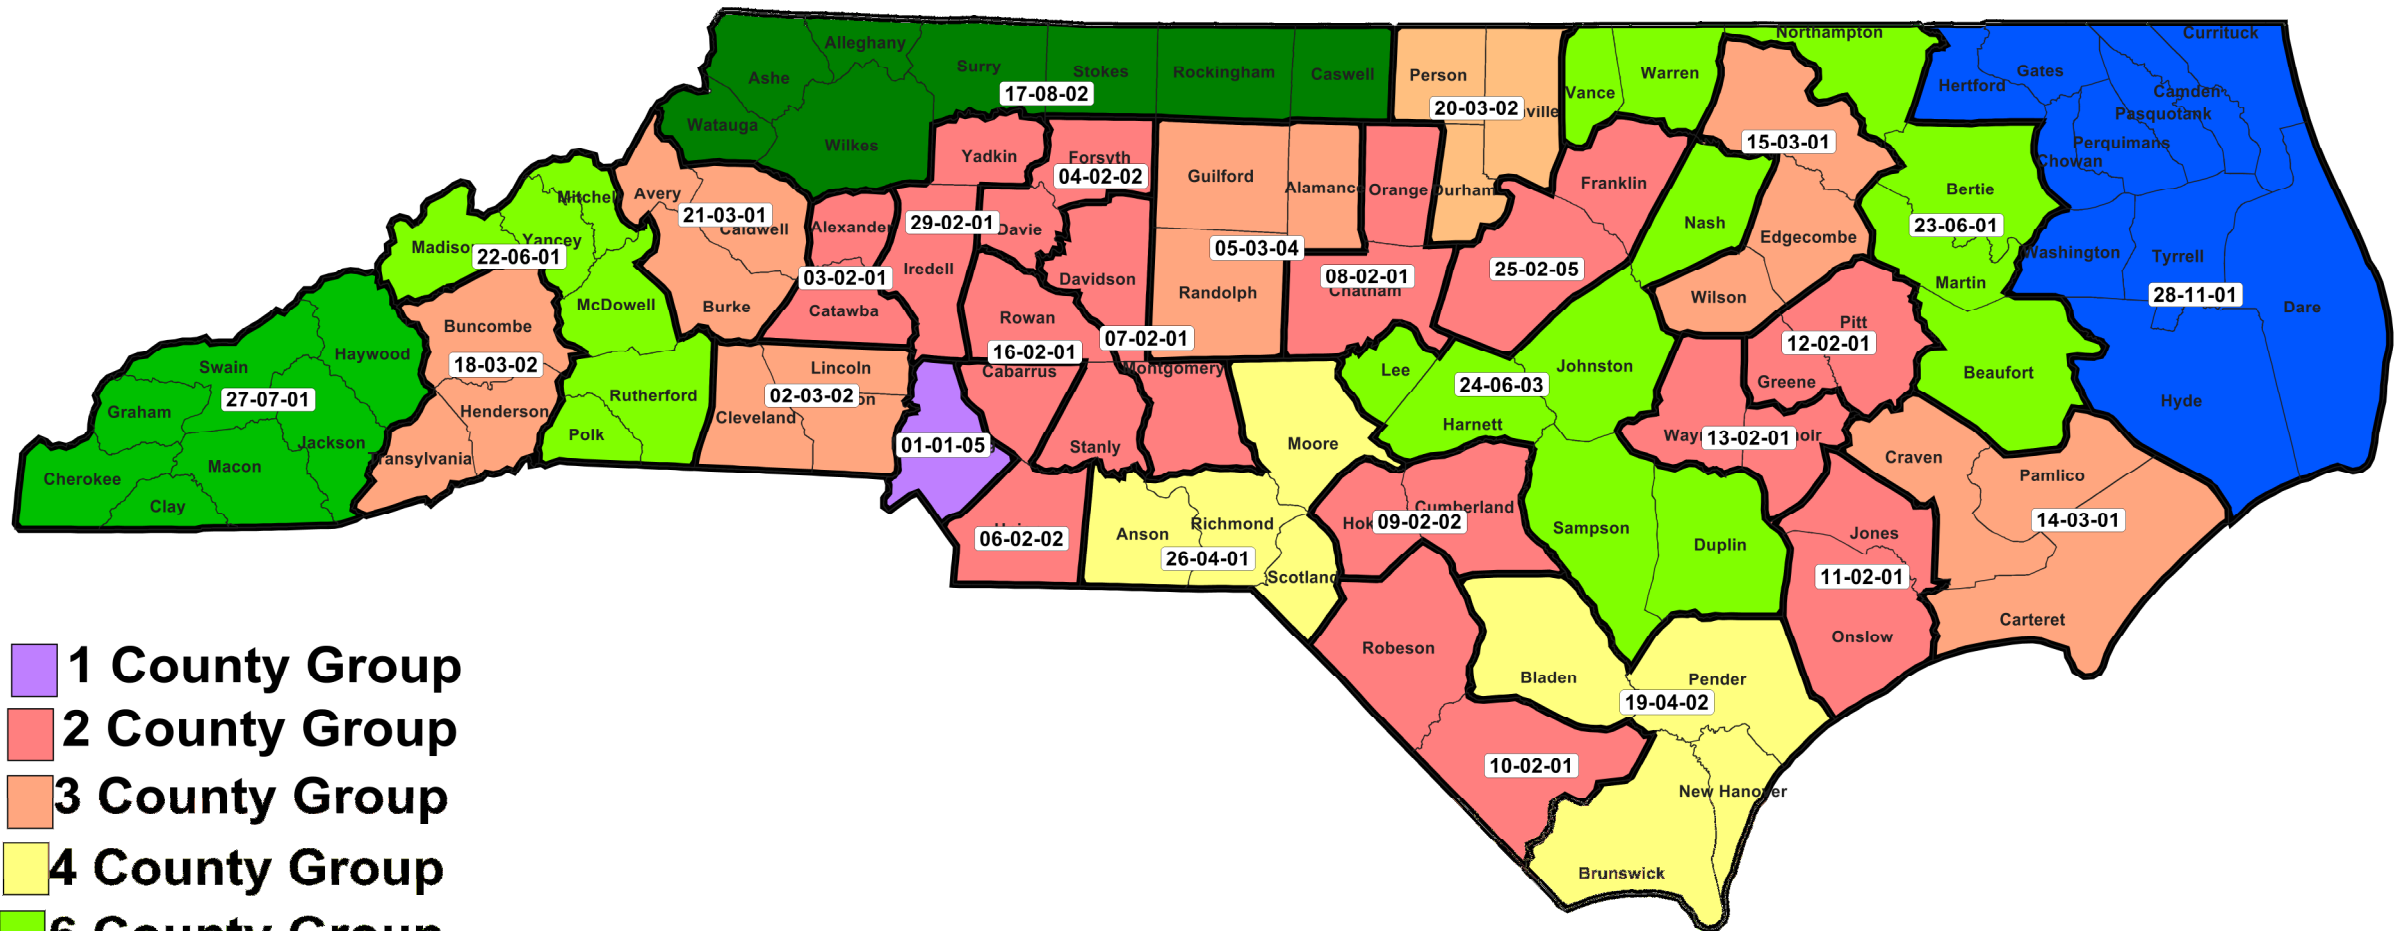 Alleghany
Ashe
Surry
Stokes
Rockingham
Caswell
17-08-02
Watauga
Wilkes
Person
20-03-02
ville
Durham
Vance
Warren
Northampton
Currituck
Gates
Hertford
Camden
Pasquotank
Perquimans
Chowan
Washington
Tyrrell
28-11-01
Dare
Hyde
15-03-01
Edgecombe
Wilson
Bertie
23-06-01
Martin
Beaufort
Nash
Franklin
25-02-05
Yadkin
Forsyth
04-02-02
Guilford
Alamance
Orange
05-03-04
Randolph
08-02-01
Chatham
Mitchel
Avery
21-03-01
Caldwell
Burke
Alexander
29-02-01
Davie
03-02-01
Iredell
Catawba
Davidson
07-02-01
Rowan
16-02-01
Cabarrus
Montgomery
Stanly
Madison
Yancey
22-06-01
McDowell
Buncombe
18-03-02
Henderson
Transylvania
Rutherford
Polk
Lincoln
02-03-02
on
Cleveland
01-01-05
Haywood
Swain
27-07-01
Graham
Jackson
Cherokee
Macon
Clay
06-02-02
Moore
Anson
Richmond
26-04-01
Scotland
Lee
24-06-03
Harnett
Johnston
Sampson
Duplin
Pitt
12-02-01
Greene
Way
13-02-01
oir
Hok
Cumberland
09-02-02
Robeson
10-02-01
Bladen
Pender
19-04-02
New Hanover
Brunswick
Jones
11-02-01
Onslow
Craven
Pamlico
14-03-01
Carteret
1 County Group
2 County Group
3 County Group
4 County Group
6 County Group